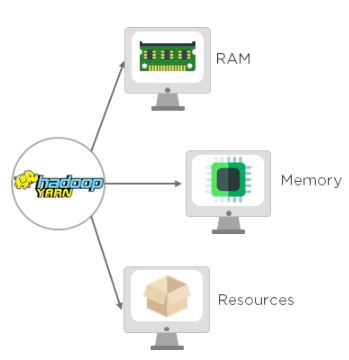 RAM
hadoop
YARN
Memory
Resources